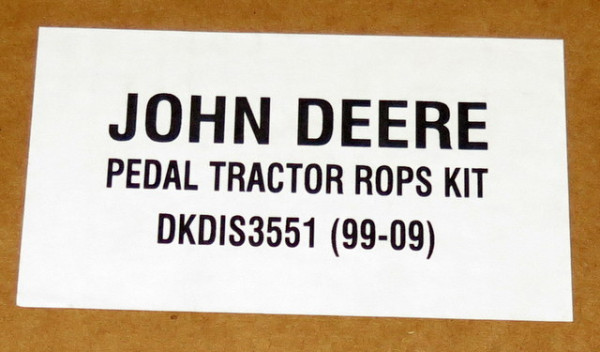 JOHN DEERE
PEDAL TRACTOR ROPS KIT
DKDIS3551 (99-09)